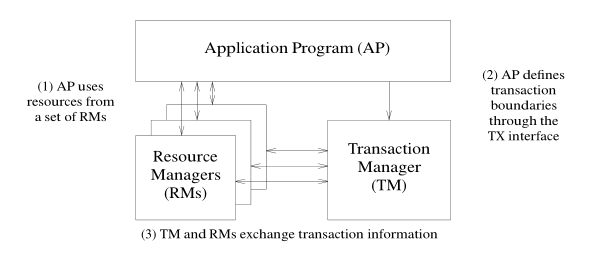 Application Program (AP)
(1) AP uses
resources from
a set of RMs
(2) AP defines
transaction
boundaries
through the
TX interface
Resource
Managers
(RMs)
Transaction
Manager
(TM)
(3) TM and RMs exchange transaction information